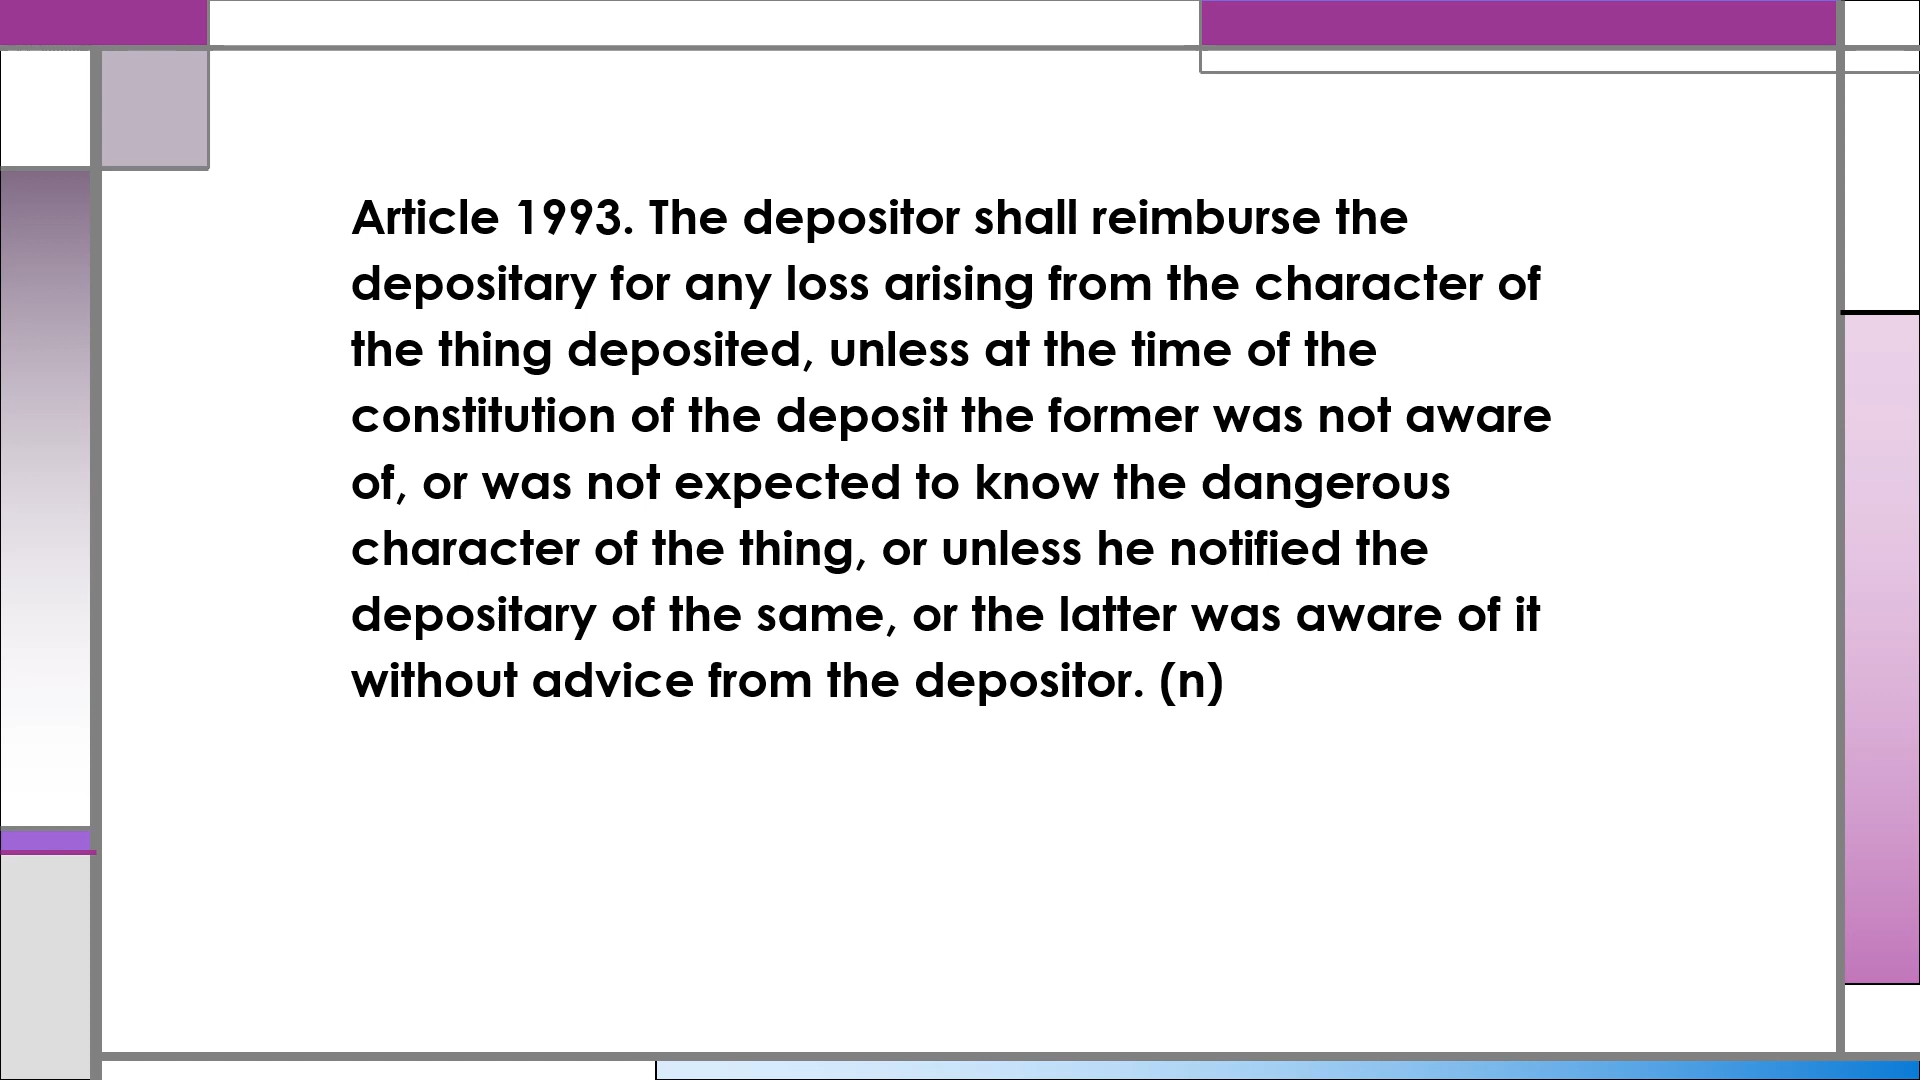 Article 1993. The depositor shall reimburse the
depositary for any loss arising from the character of
the thing deposited, unless at the time of the
constitution of the deposit the former was not aware
of, or was not expected to know the dangerous
character of the thing, or unless he notified the
depositary of the same, or the latter was aware of it
without advice from the depositor. (n)